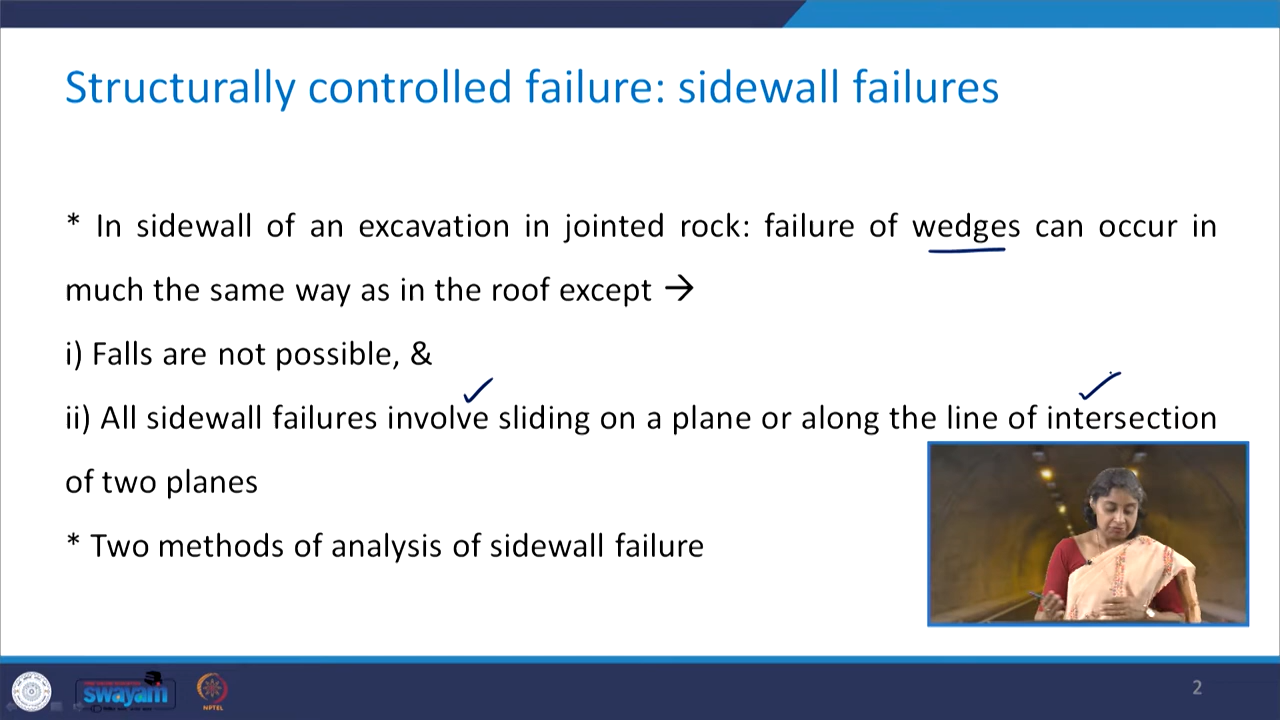 Structurally controlled failure: sidewall failures
* In sidewall of an excavation in jointed rock: failure of wedges can occur in
much the same way as in the roof except →
i) Falls are not possible, &
ii) All sidewall failures involve sliding on a plane or along the line of intersection
of two planes
* Two methods of analysis of sidewall failure
swayam
NPTEL
2